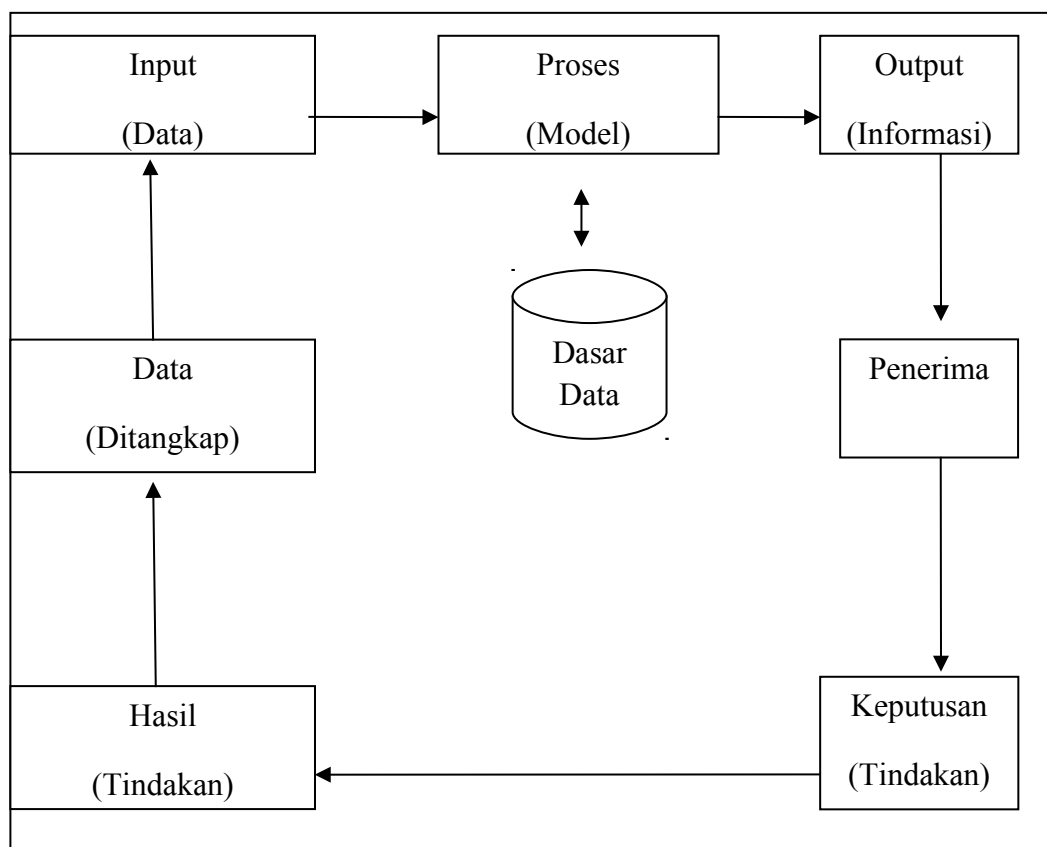 Input
(Data)
Proses
(Model)
Output
(Informasi)
Dasar
Data
Data
(Ditangkap)
Penerima
Hasil
(Tindakan)
Keputusan
(Tindakan)